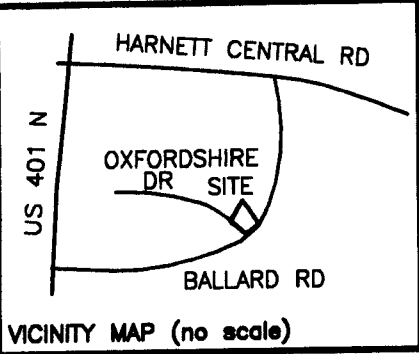 HARNETT CENTRAL RD
US 401 N
OXFORDSHIRE
DR SITE
BALLARD RD
VICINITY MAP (no scale)